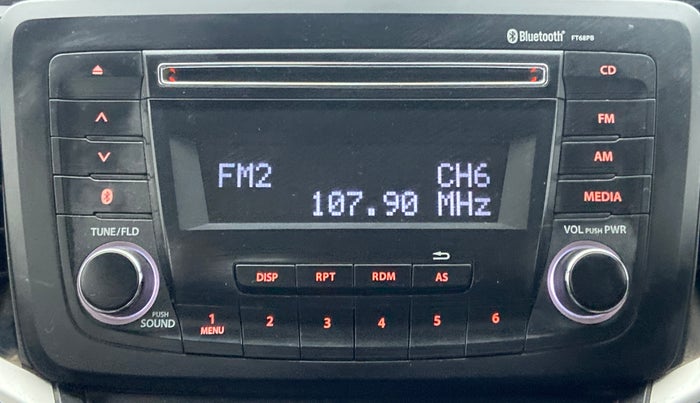 Bluetooth FT68PB
CD
FM
AM
MEDIA
FM2 CH6
107.90 MHz
TUNE/FLD
VOL PUSH PWR
DISP RPT RDM AS
PUSH
SOUND
1 2 3 4 5 6
MENU